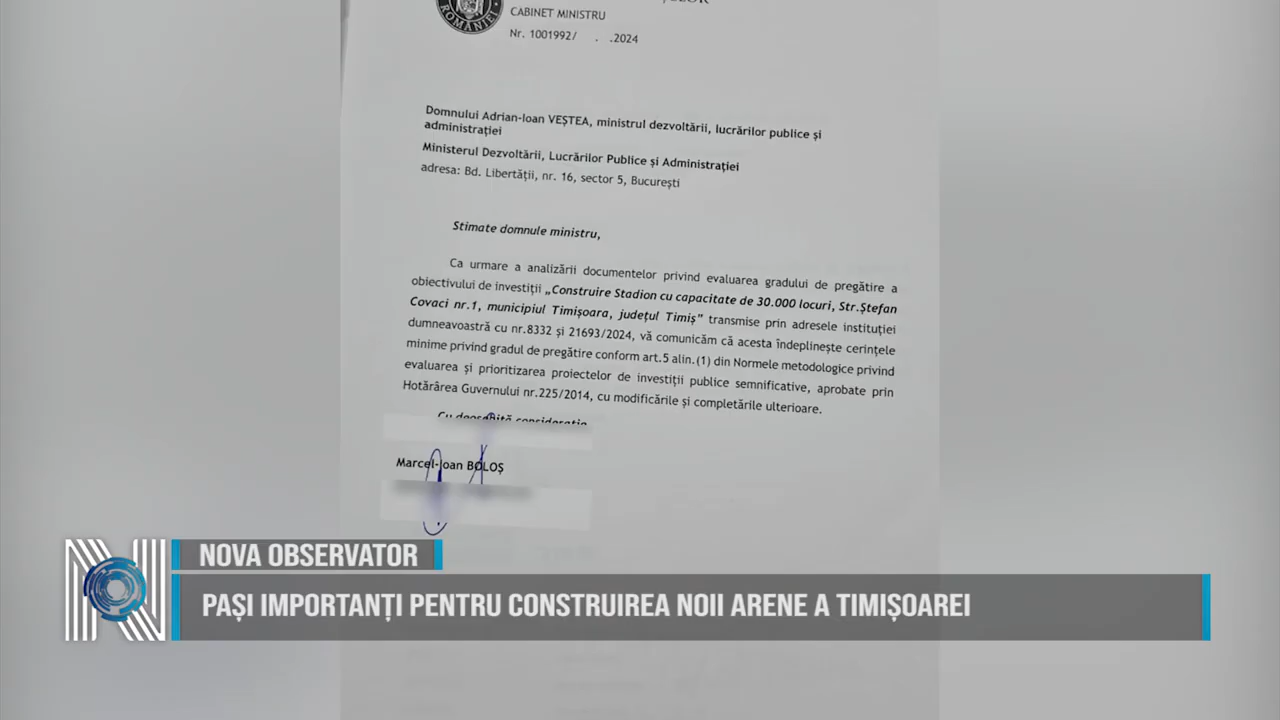 ROMÂNIEI
CABINET MINISTRU
Nr. 1001992/ . .2024
Domnului Adrian-Ioan VEȘTEA, ministrul dezvoltării, lucrărilor publice și
administrației
Ministerul Dezvoltării, Lucrărilor Publice și Administrației
adresa: Bd. Libertății, nr. 16, sector 5, București
Stimate domnule ministru,
Ca urmare a analizării documentelor privind evaluarea gradului de pregătire a
obiectivului de investiții „Construire Stadion cu capacitate de 30.000 locuri, Str.Ștefan
Covaci nr.1, municipiul Timișoara, județul Timiș” transmise prin adresele instituției
dumneavoastră cu nr.8332 și 21693/2024, vă comunicăm că acesta îndeplinește cerințele
minime privind gradul de pregătire conform art.5 alin.(1) din Normele metodologice privind
evaluarea și prioritizarea proiectelor de investiții publice semnificative, aprobate prin
Hotărârea Guvernului nr.225/2014, cu modificările și completările ulterioare.
Cu deosebită considerație
Marcel-Ioan BOLOȘ
N
NOVA OBSERVATOR
PAȘI IMPORTANȚI PENTRU CONSTRUIREA NOII ARENE A TIMIȘOAREI